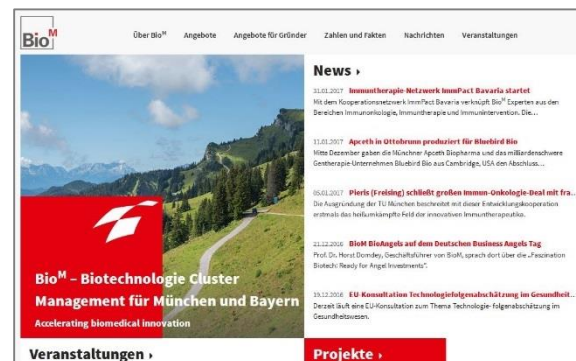 BioM
Über BioM Angebote Angebote für Gründer Zahlen und Fakten Nachrichten Veranstaltungen
News ›
31.01.2017 Immuntherapie-Netzwerk ImmPact Bavaria startet
Mit dem Kooperationsnetzwerk ImmPact Bavaria verknüpft BioM Experten aus den
Bereichen Immunonkologie, Immuntherapie und Immunintervention. Die...
11.01.2017 Apceth in Ottobrunn produziert für Bluebird Bio
Mitte Dezember gaben die Münchner Apceth Biopharma und das milliardenschwere
Gentherapie-Unternehmen Bluebird Bio aus Cambridge, USA den Abschluss...
05.01.2017 Pieris (Freising) schließt großen Immun-Onkologie-Deal mit fra...
Die Ausgründung der TU München beschreitet mit dieser Entwicklungskooperation
erstmals das heißumkämpfte Feld der innovativen Immuntherapeutika.
21.12.2016 BioM BioAngels auf dem Deutschen Business Angels Tag
Prof. Dr. Horst Domdey, Geschäftsführer von BioM, sprach dort über die „Faszination
Biotech: Ready for Angel Investments“.
19.12.2016 EU-Konsultation Technologiefolgenabschätzung im Gesundheit...
Derzeit läuft eine EU-Konsultation zum Thema Technologie- folgenabschätzung im
Gesundheitswesen.
BioM – Biotechnologie Cluster
Management für München und Bayern
Accelerating biomedical innovation
Veranstaltungen ›
Projekte ›